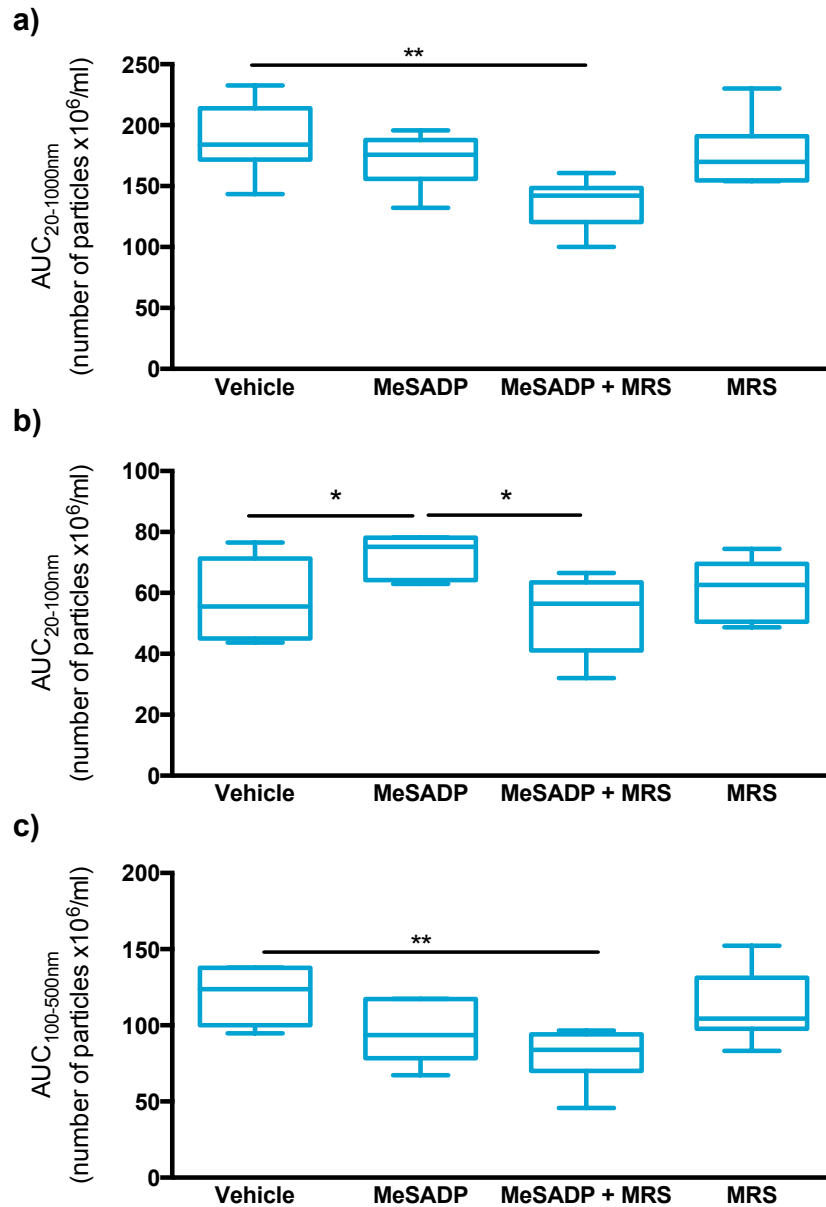 a)
AUC20-1000nm
(number of particles x10⁶/ml)
250
200
150
100
50
0
**
Vehicle MeSADP MeSADP + MRS MRS
b)
AUC20-100nm
(number of particles x10⁶/ml)
100
80
60
40
20
0
* *
Vehicle MeSADP MeSADP + MRS MRS
c)
AUC100-500nm
(number of particles x10⁶/ml)
200
150
100
50
0
**
Vehicle MeSADP MeSADP + MRS MRS